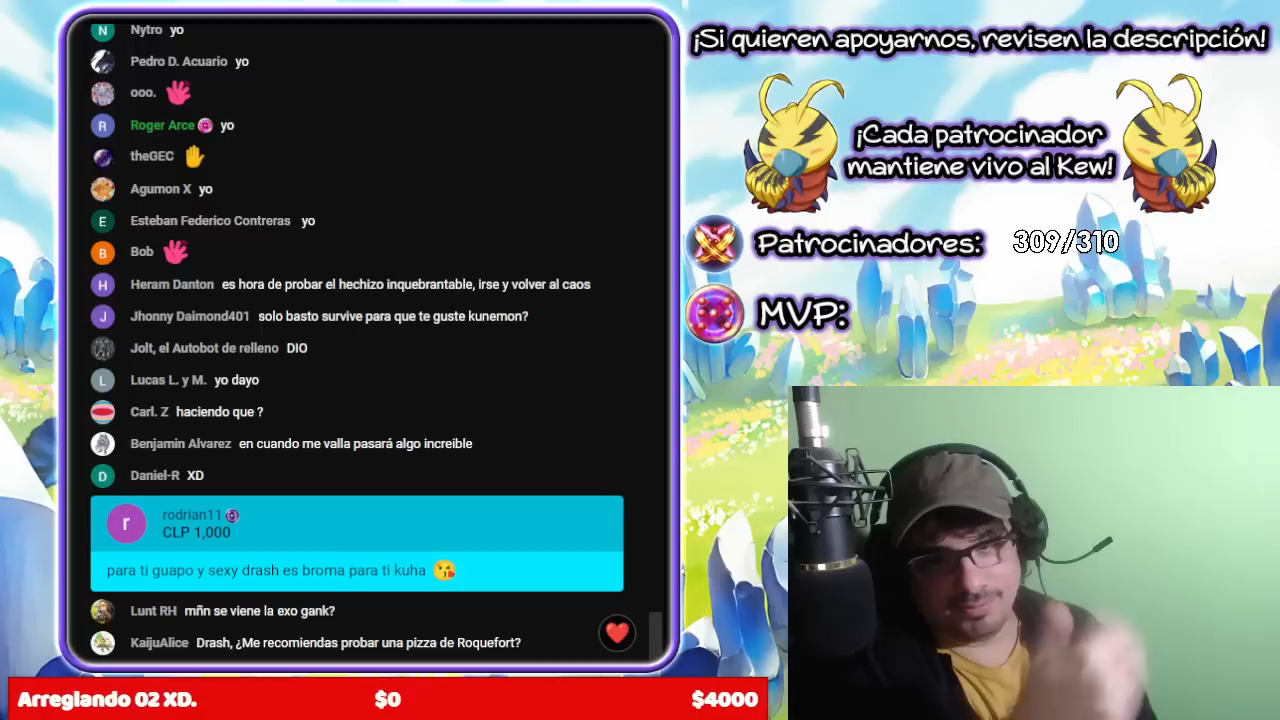 N Nytro yo
Pedro D. Acuario yo
ooo.
R Roger Arce yo
theGEC
Agumon X yo
E Esteban Federico Contreras yo
B Bob
H Heram Danton es hora de probar el hechizo inquebrantable, irse y volver al caos
J Jhonny Daimond401 solo basto survive para que te guste kunemon?
Jolt, el Autobot de relleno DIO
L Lucas L. y M. yo dayo
Carl. Z haciendo que ?
Benjamin Alvarez en cuando me valla pasará algo increible
D Daniel-R XD
r rodrian11
CLP 1,000
para ti guapo y sexy drash es broma para ti kuha
Lunt RH mñn se viene la exo gank?
KaijuAlice Drash, ¿Me recomiendas probar una pizza de Roquefort?
Arreglando 02 XD. $0 $4000
¡Si quieren apoyarnos, revisen la descripción!
¡Cada patrocinador
mantiene vivo al Kew!
Patrocinadores: 309/310
MVP: